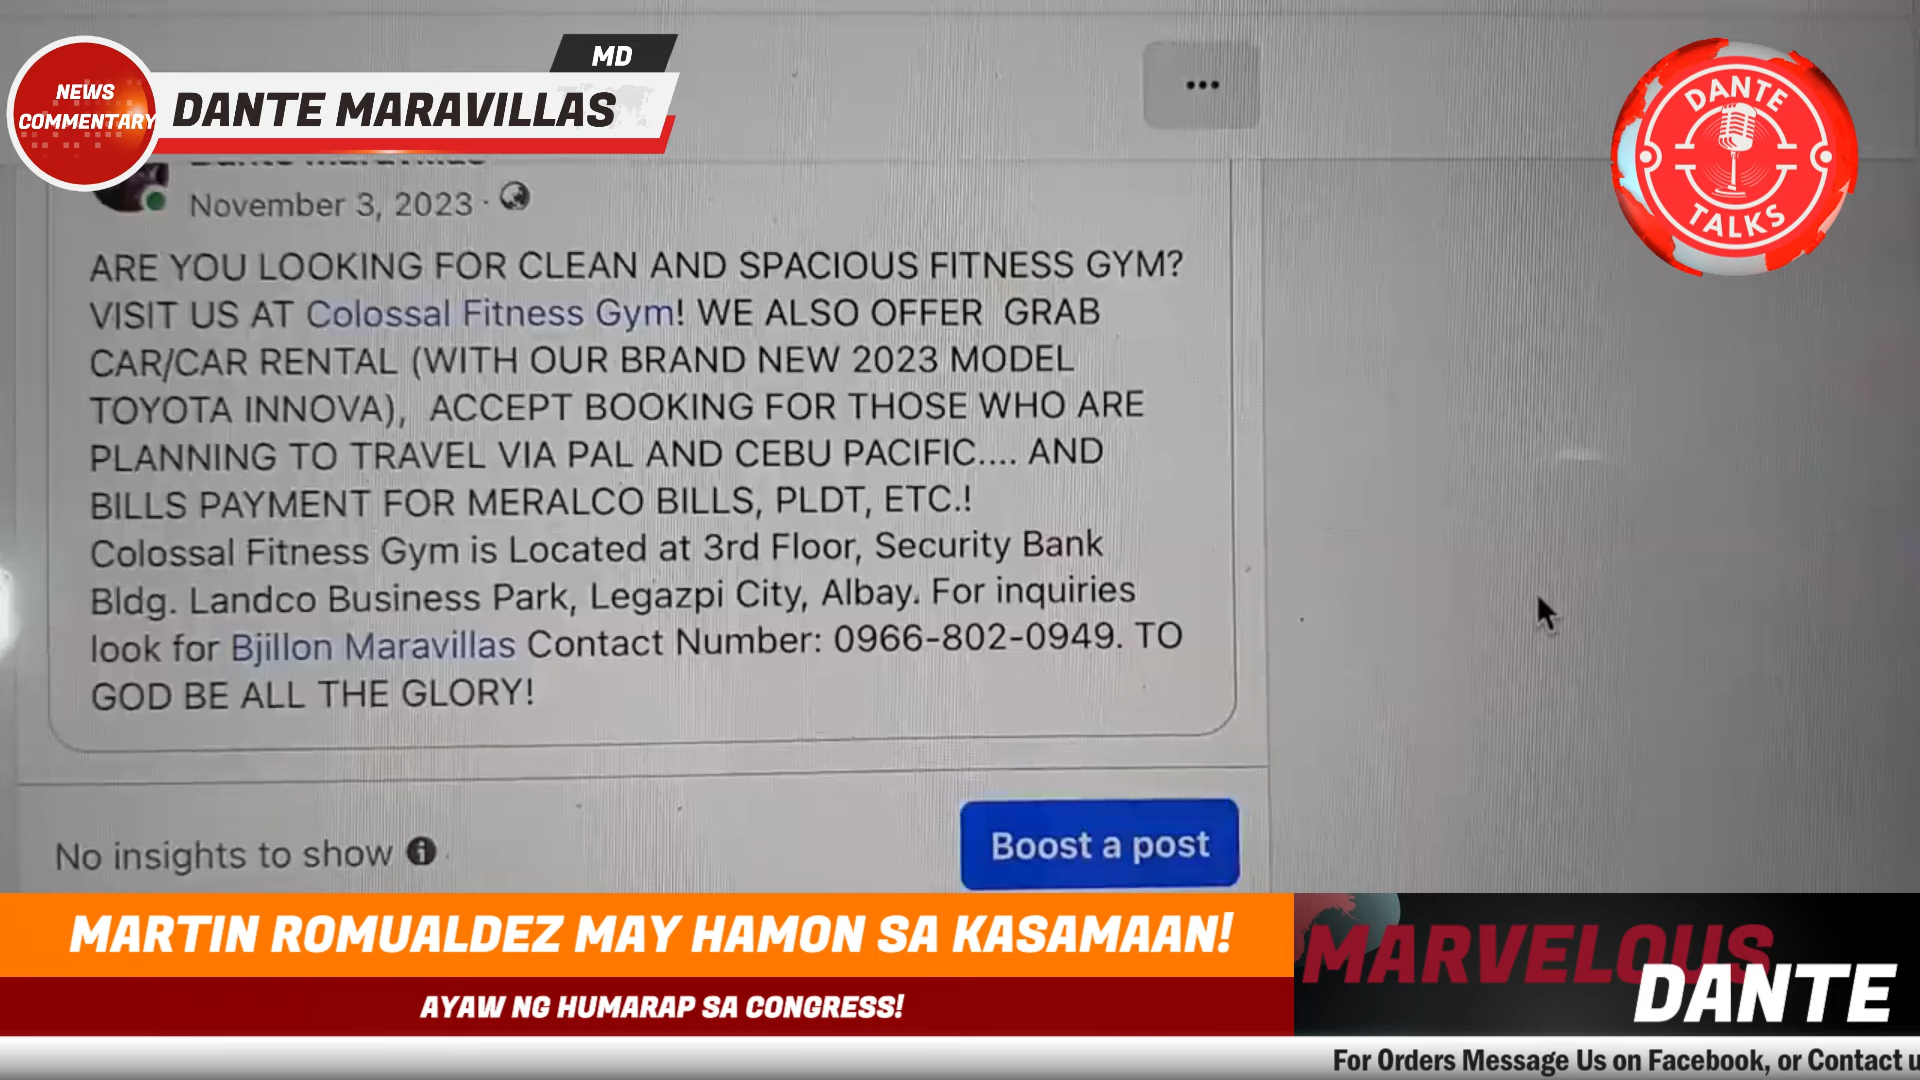 MD
NEWS
COMMENTARY
DANTE MARAVILLAS
DANTE
TALKS
November 3, 2023 ·
ARE YOU LOOKING FOR CLEAN AND SPACIOUS FITNESS GYM?
VISIT US AT Colossal Fitness Gym! WE ALSO OFFER GRAB
CAR/CAR RENTAL (WITH OUR BRAND NEW 2023 MODEL
TOYOTA INNOVA), ACCEPT BOOKING FOR THOSE WHO ARE
PLANNING TO TRAVEL VIA PAL AND CEBU PACIFIC.... AND
BILLS PAYMENT FOR MERALCO BILLS, PLDT, ETC.!
Colossal Fitness Gym is Located at 3rd Floor, Security Bank
Bldg. Landco Business Park, Legazpi City, Albay. For inquiries
look for Bjillon Maravillas Contact Number: 0966-802-0949. TO
GOD BE ALL THE GLORY!
No insights to show
Boost a post
MARTIN ROMUALDEZ MAY HAMON SA KASAMAAN!
AYAW NG HUMARAP SA CONGRESS!
MARVELOUS
DANTE
For Orders Message Us on Facebook, or Contact u